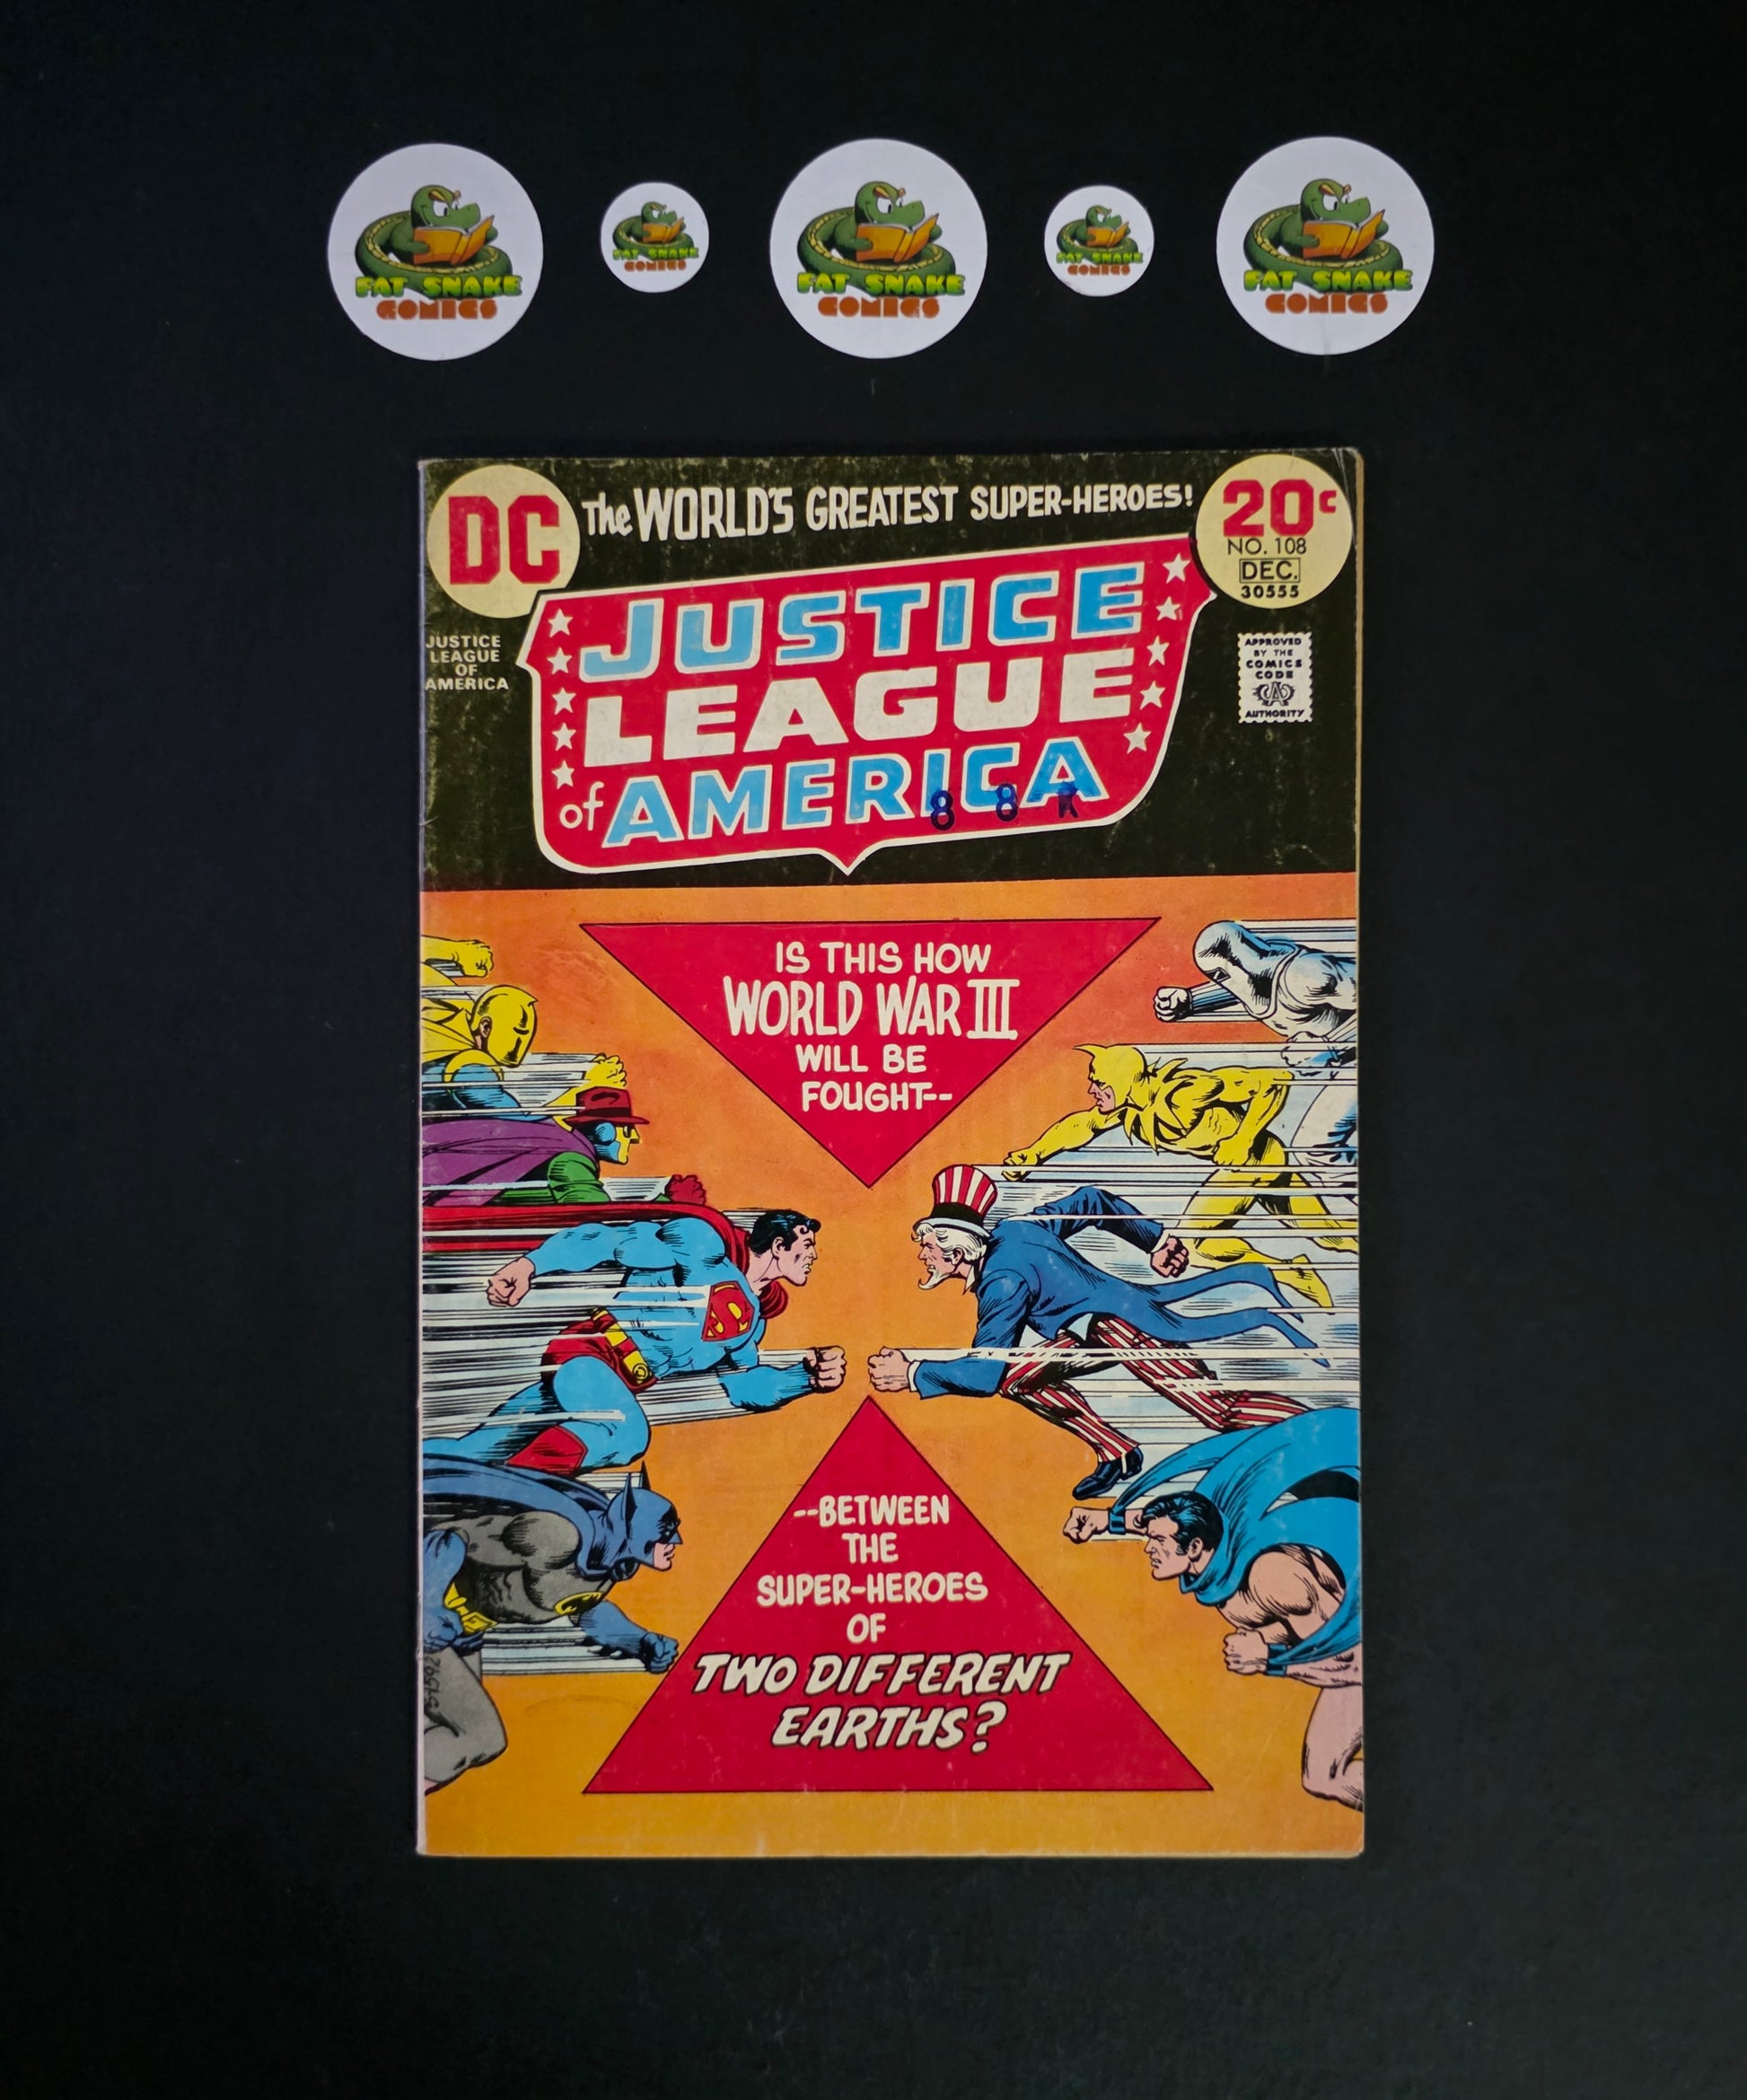 FAT SNAKE
COMICS
FAT SNAKE
COMICS
FAT SNAKE
COMICS
FAT SNAKE
COMICS
FAT SNAKE
COMICS
DC
The WORLD'S GREATEST SUPER-HEROES!
20c
NO. 108
DEC.
30555
JUSTICE
LEAGUE
OF
AMERICA
JUSTICE
LEAGUE
of AMERICA
8 8 K
APPROVED
BY THE
COMICS
CODE
CA
AUTHORITY
IS THIS HOW
WORLD WAR III
WILL BE
FOUGHT--
--BETWEEN
THE
SUPER-HEROES
OF
TWO DIFFERENT
EARTHS?